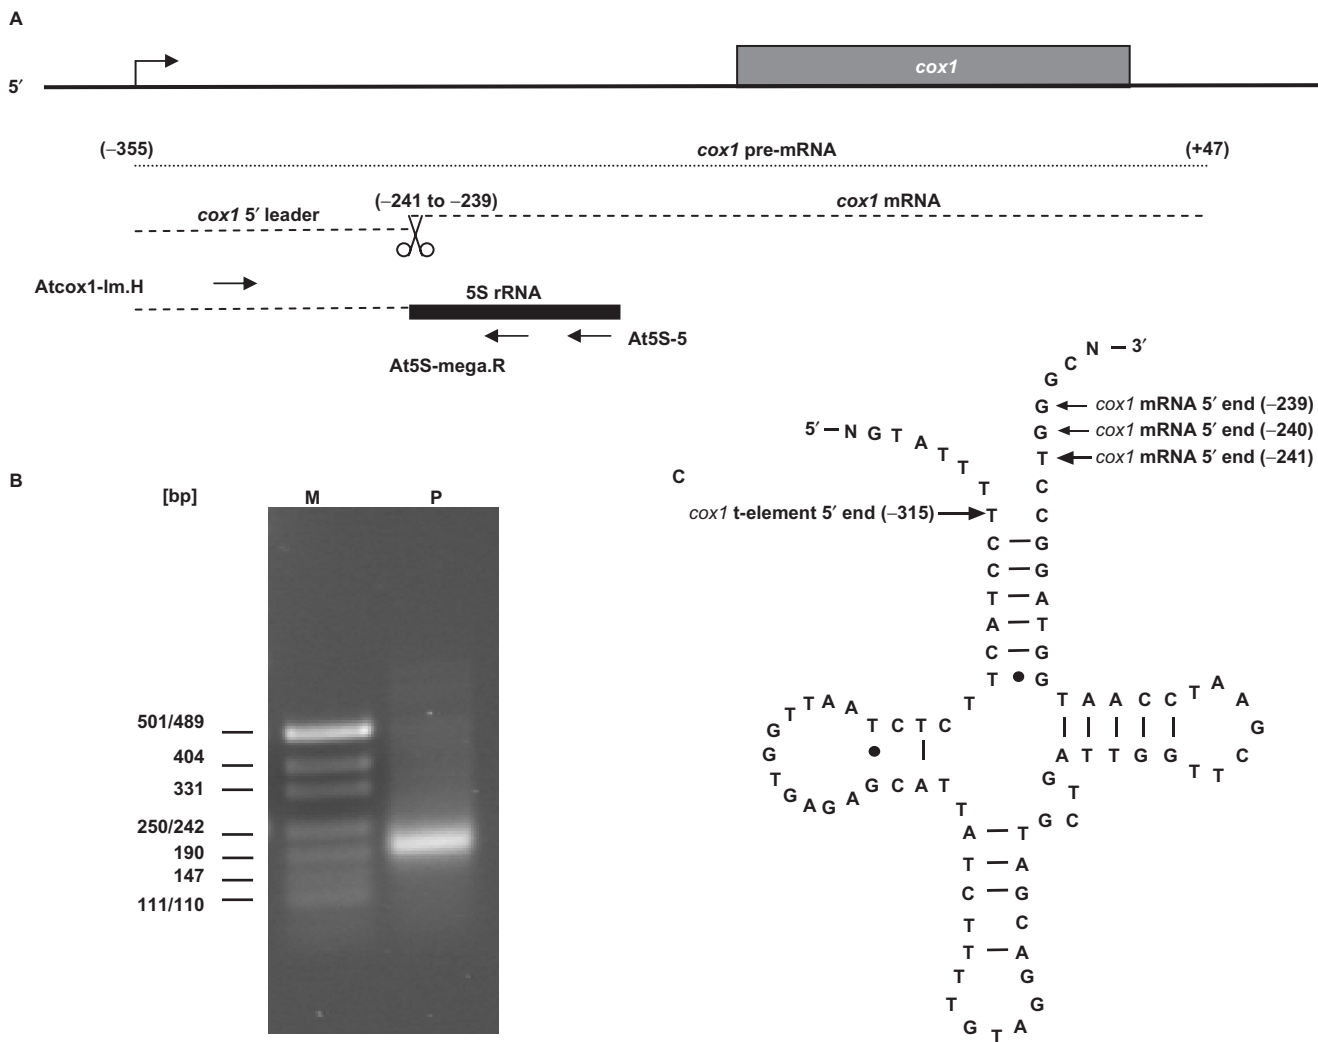 A
cox1
5′
(–355)
cox1 pre-mRNA
(+47)
cox1 5′ leader
(–241 to –239)
cox1 mRNA
Atcox1-Im.H
5S rRNA
At5S-5
At5S-mega.R
B
[bp]
M
P
501/489
404
331
250/242
190
147
111/110
C
5′ – N G T A T T T
N – 3′
C
G
G cox1 mRNA 5′ end (–239)
G cox1 mRNA 5′ end (–240)
T cox1 mRNA 5′ end (–241)
C
cox1 t-element 5′ end (–315) T C
C G
C G
T A
A T
C G
T G
T
C T C T A A T T G G T G A G A G C A T
T
T A A C C T A A G C T T G G T T A
G T C G
A T
T A
C G
T C
T A
T G
T G
G T A